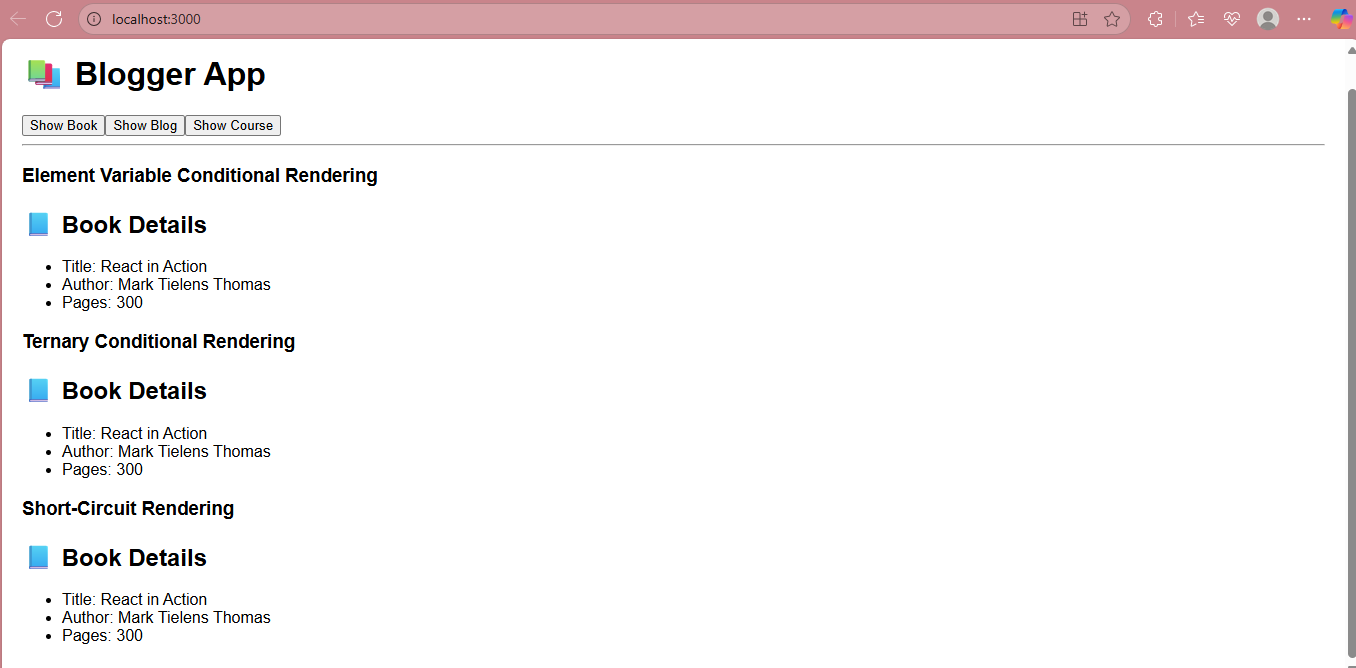 localhost:3000
Blogger App
Show Book Show Blog Show Course
Element Variable Conditional Rendering
Book Details
Title: React in Action
Author: Mark Tielens Thomas
Pages: 300
Ternary Conditional Rendering
Book Details
Title: React in Action
Author: Mark Tielens Thomas
Pages: 300
Short-Circuit Rendering
Book Details
Title: React in Action
Author: Mark Tielens Thomas
Pages: 300